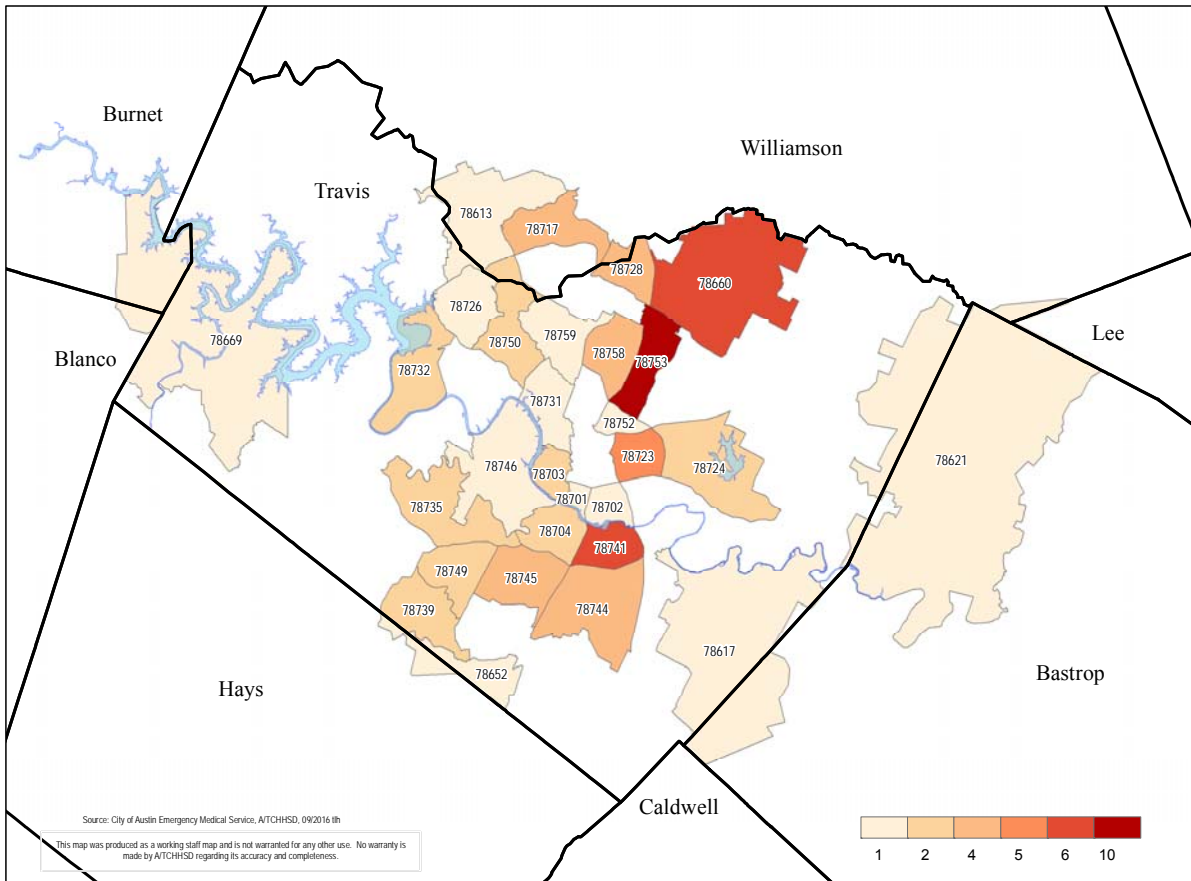 Burnet
Williamson
Travis
78613
78717
78728
78660
78726
78669
78750
78759
Lee
Blanco
78758
78753
78732
78731
78752
78746
78703
78723
78724
78621
78735
78701
78702
78704
78741
78749
78745
78739
78744
78617
78652
Bastrop
Hays
Caldwell
Source: City of Austin Emergency Medical Service, A/TCHHSD, 09/2016 tlh
This map was produced as a working staff map and is not warranted for any other use.  No warranty is
made by A/TCHHSD regarding its accuracy and completeness.
1 2 4 5 6 10